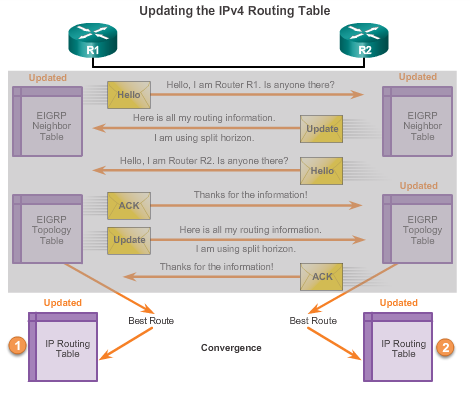 Updating the IPv4 Routing Table
R1
R2
Updated
Updated
EIGRP
Neighbor
Table
Hello
Hello, I am Router R1. Is anyone there?
EIGRP
Neighbor
Table
Here is all my routing information.
I am using split horizon.
Update
Hello, I am Router R2. Is anyone there?
Hello
Updated
Updated
EIGRP
Topology
Table
ACK
Thanks for the information!
EIGRP
Topology
Table
Update
Here is all my routing information.
I am using split horizon.
Thanks for the information!
ACK
Updated
Updated
Best Route
Best Route
1
IP Routing
Table
Convergence
IP Routing
Table
2